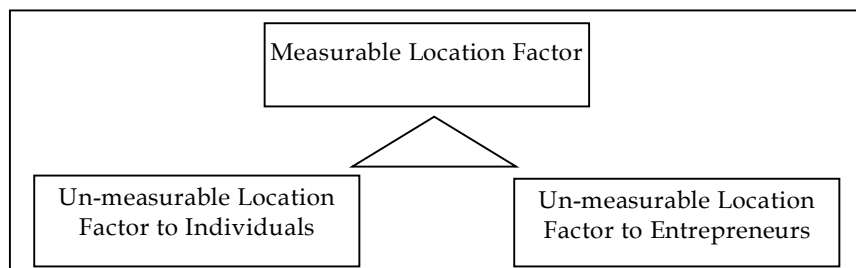 Measurable Location Factor
Un-measurable Location
Factor to Individuals
Un-measurable Location
Factor to Entrepreneurs